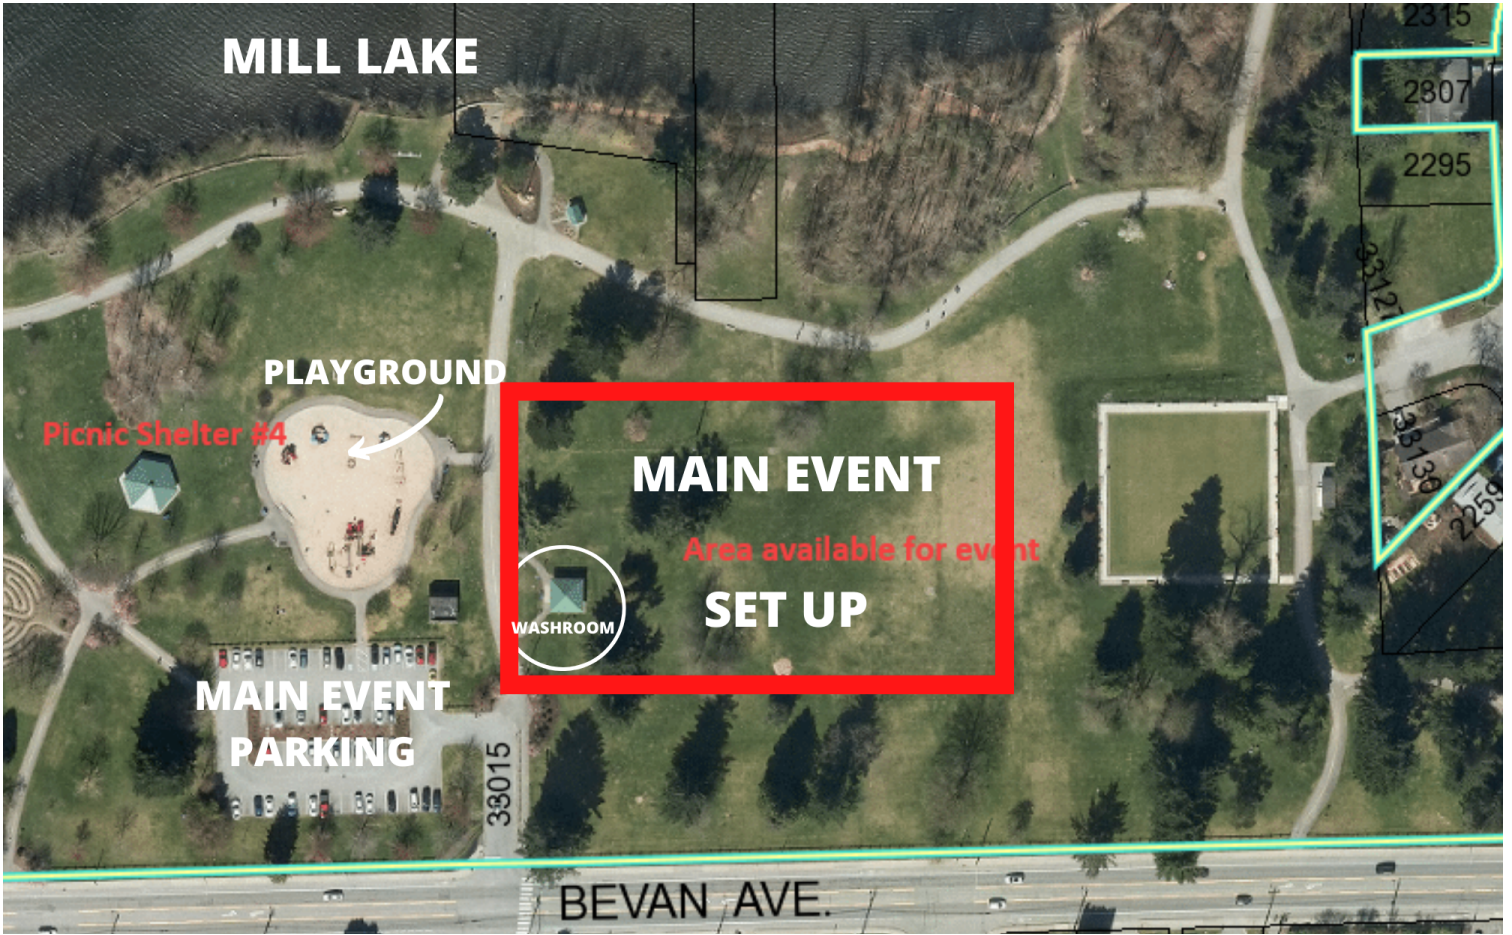 2315
MILL LAKE
2807
2295
33127
PLAYGROUND
Picnic Shelter #4
33130
MAIN EVENT
2259
Area available for event
SET UP
WASHROOM
MAIN EVENT
PARKING
33015
BEVAN AVE.